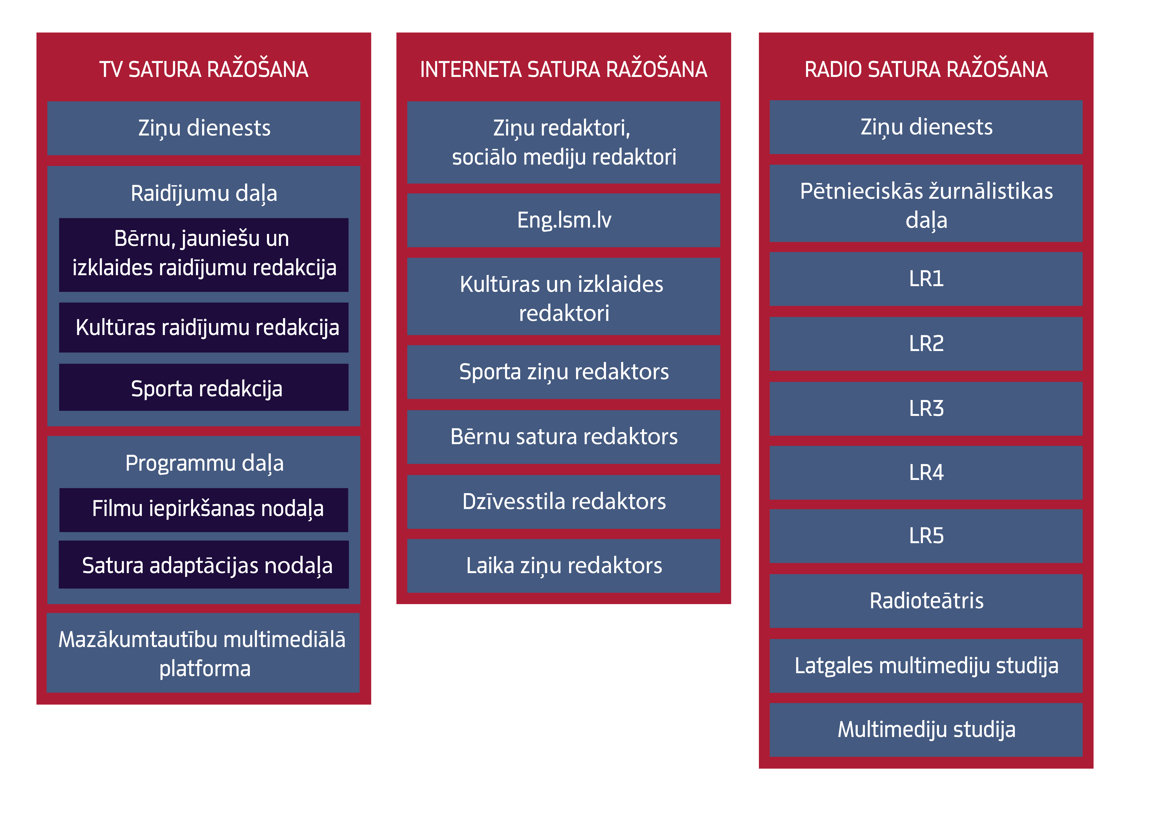 TV SATURA RAŽOŠANA
Ziņu dienests
Raidījumu daļa
Bērnu, jauniešu un
izklaides raidījumu redakcija
Kultūras raidījumu redakcija
Sporta redakcija
Programmu daļa
Filmu iepirkšanas nodaļa
Satura adaptācijas nodaļa
Mazākumtautību multimediālā
platforma
INTERNETA SATURA RAŽOŠANA
Ziņu redaktori,
sociālo mediju redaktori
Eng.lsm.lv
Kultūras un izklaides
redaktori
Sporta ziņu redaktors
Bērnu satura redaktors
Dzīvesstila redaktors
Laika ziņu redaktors
RADIO SATURA RAŽOŠANA
Ziņu dienests
Pētnieciskās žurnālistikas
daļa
LR1
LR2
LR3
LR4
LR5
Radioteātris
Latgales multimediju studija
Multimediju studija